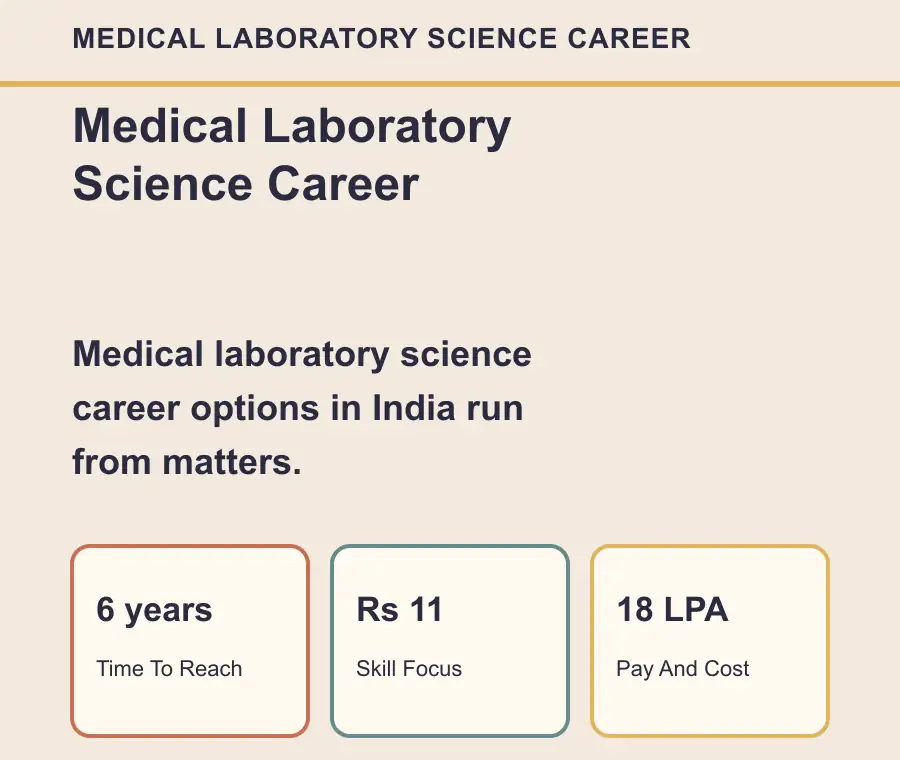 MEDICAL LABORATORY SCIENCE CAREER
Medical Laboratory
Science Career
Medical laboratory science
career options in India run
from matters.
6 years
Time To Reach
Rs 11
Skill Focus
18 LPA
Pay And Cost